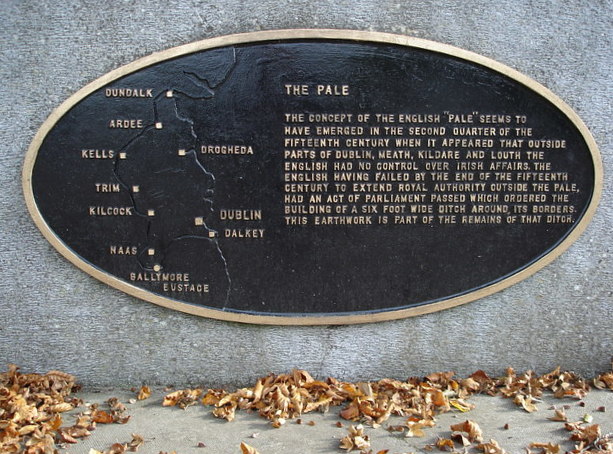 THE PALE
THE CONCEPT OF THE ENGLISH "PALE" SEEMS TO
HAVE EMERGED IN THE SECOND QUARTER OF THE
FIFTEENTH CENTURY WHEN IT APPEARED THAT OUTSIDE
PARTS OF DUBLIN, MEATH, KILDARE AND LOUTH THE
ENGLISH HAD NO CONTROL OVER IRISH AFFAIRS. THE
ENGLISH HAVING FAILED BY THE END OF THE FIFTEENTH
CENTURY TO EXTEND ROYAL AUTHORITY OUTSIDE THE PALE,
HAD AN ACT OF PARLIAMENT PASSED WHICH ORDERED THE
BUILDING OF A SIX FOOT WIDE DITCH AROUND ITS BORDERS.
THIS EARTHWORK IS PART OF THE REMAINS OF THAT DITCH.
DUNDALK
ARDEE
KELLS
DROGHEDA
TRIM
KILCOCK
DUBLIN
DALKEY
NAAS
BALLYMORE
EUSTACE